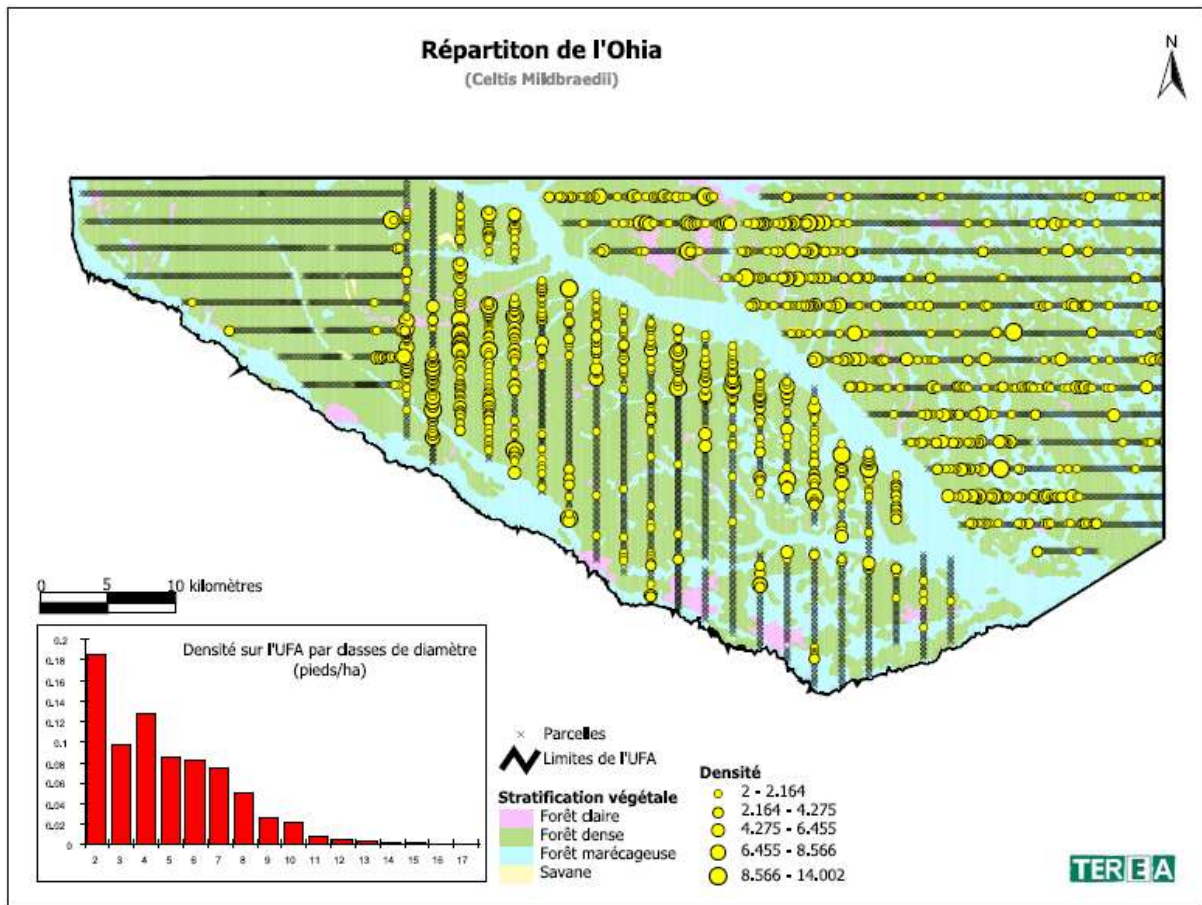 Répartiton de l'Ohia
(Celtis Mildbraedii)
N
0 5 10 kilomètres
Densité sur l'UFA par classes de diamètre
(pieds/ha)
0.2
0.18
0.16
0.14
0.12
0.1
0.08
0.06
0.04
0.02
0
2 3 4 5 6 7 8 9 10 11 12 13 14 15 16 17
Parcelles
Limites de l'UFA
Stratification végétale
Forêt claire
Forêt dense
Forêt marécageuse
Savane
Densité
2 - 2.164
2.164 - 4.275
4.275 - 6.455
6.455 - 8.566
8.566 - 14.002
TEREA